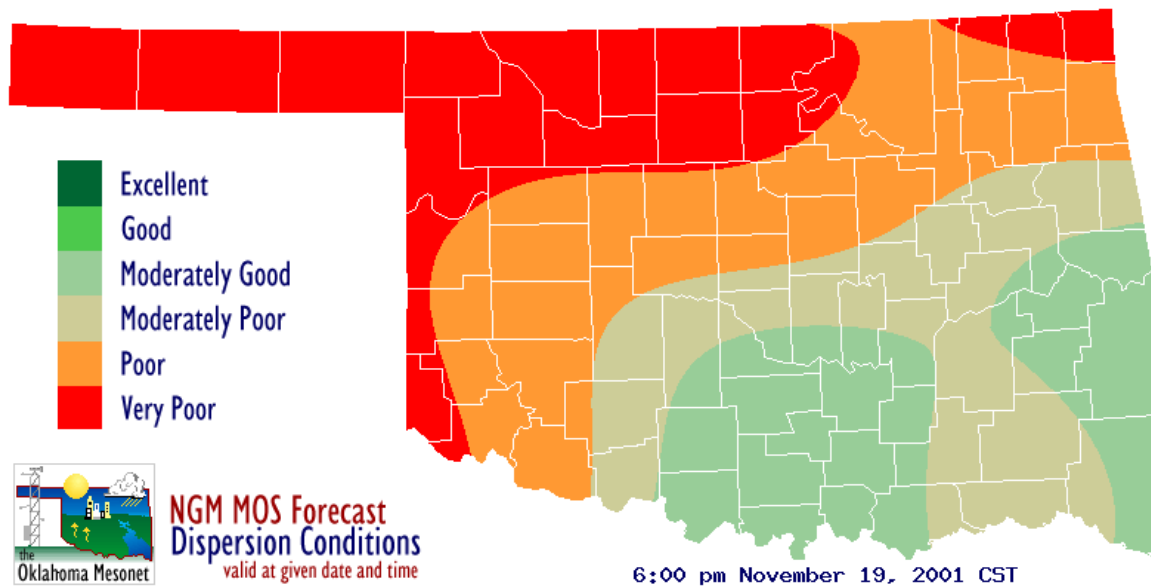 Excellent
Good
Moderately Good
Moderately Poor
Poor
Very Poor
the
Oklahoma Mesonet
NGM MOS Forecast
Dispersion Conditions
valid at given date and time
6:00 pm November 19, 2001 CST